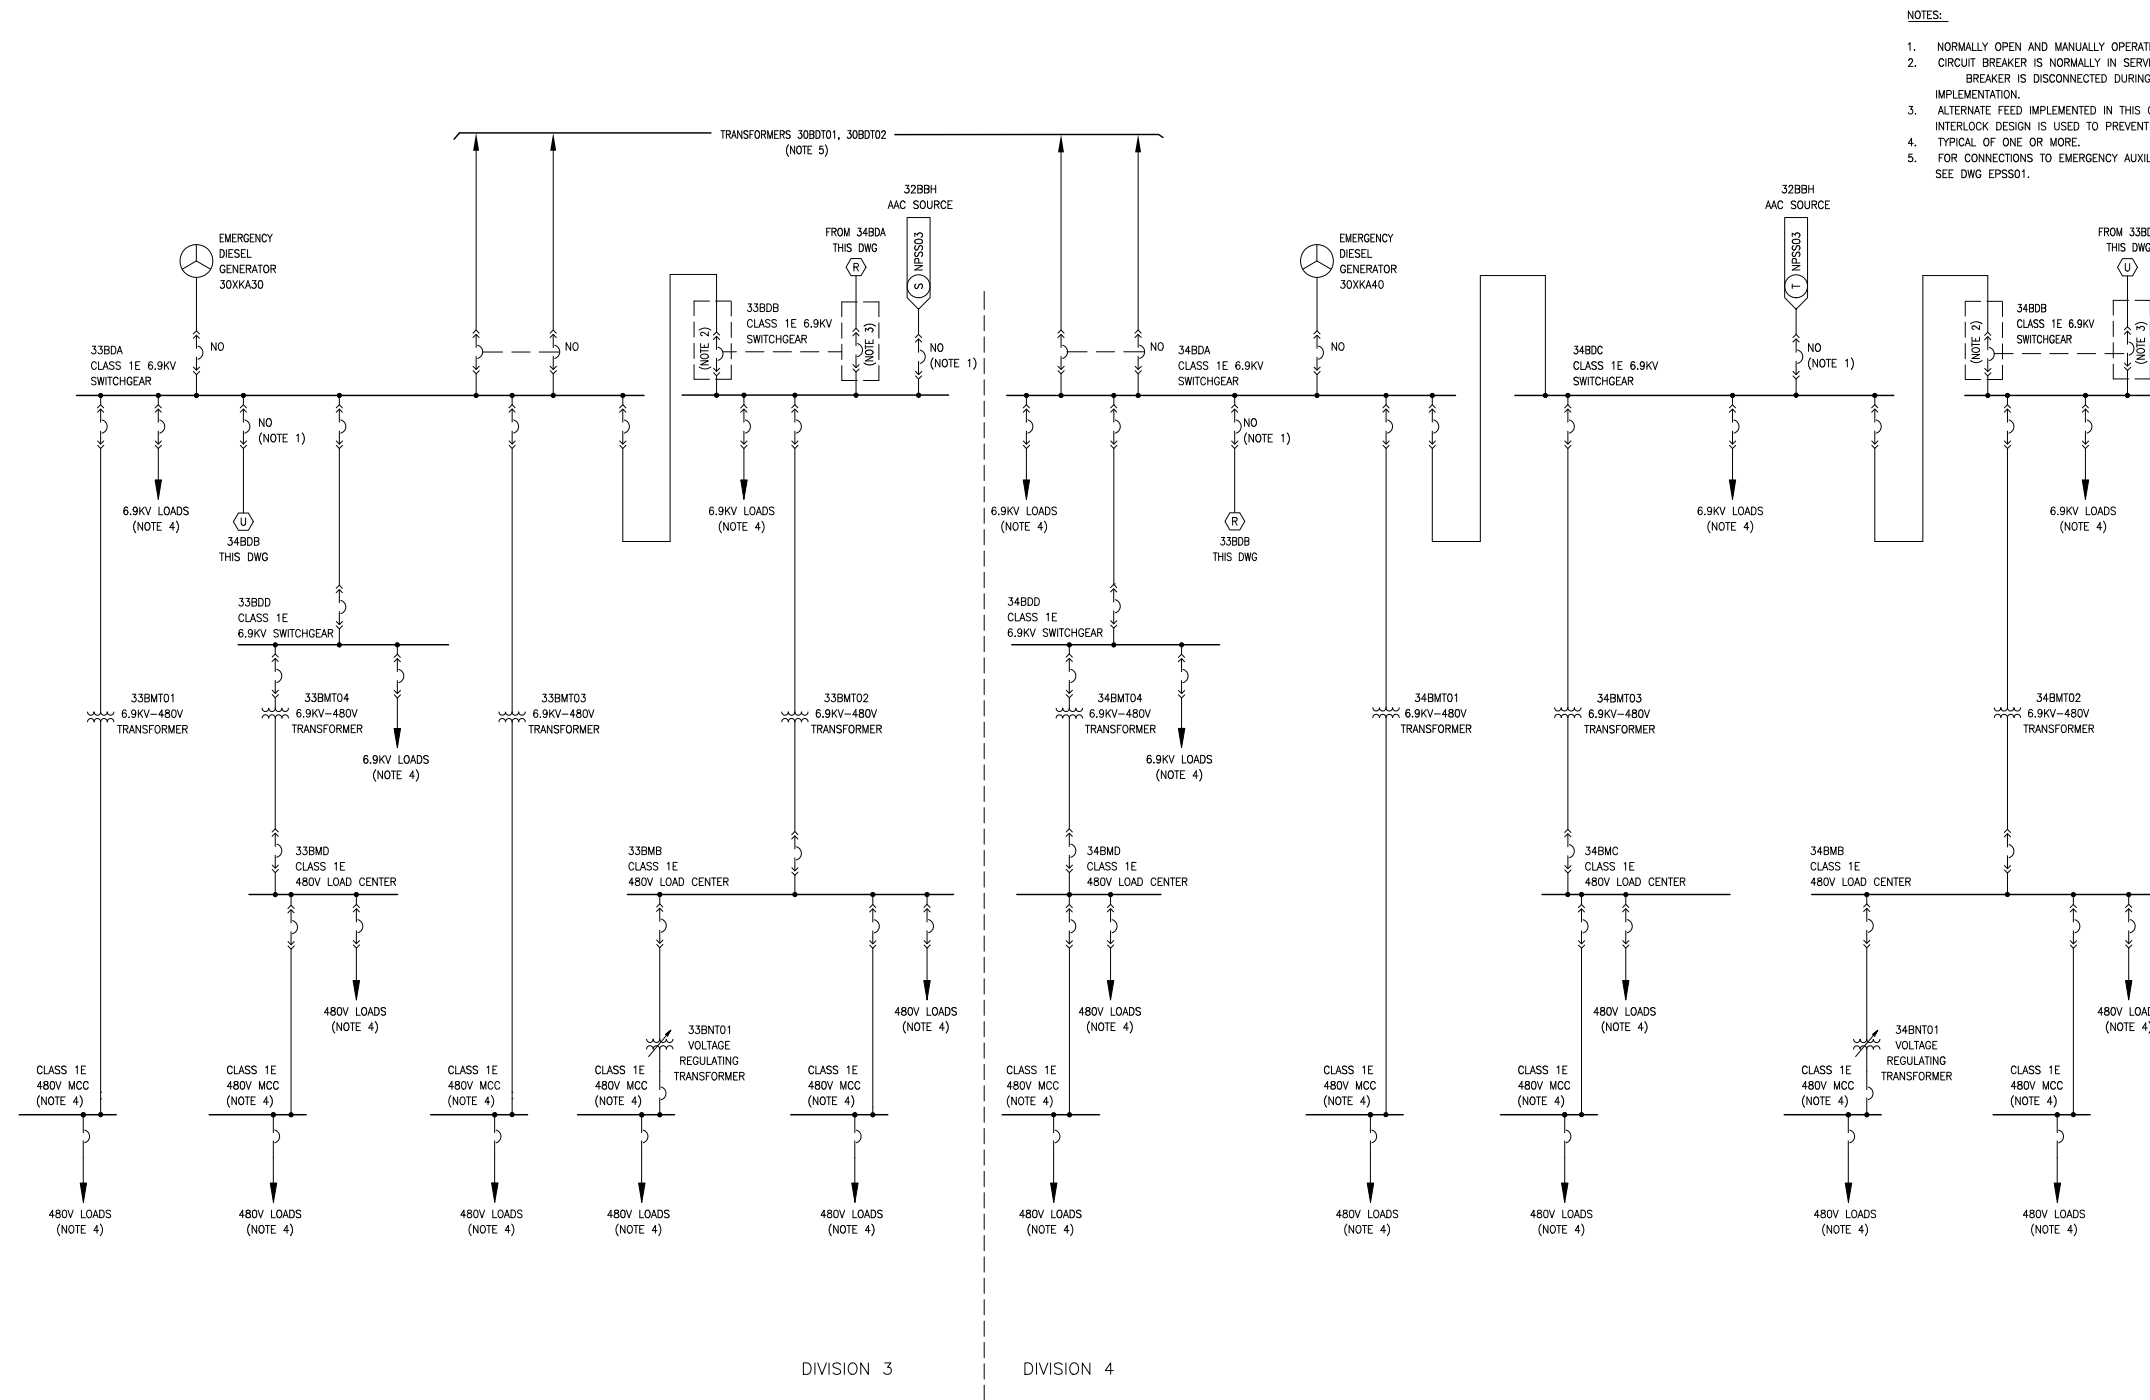 NOTES:
1. NORMALLY OPEN AND MANUALLY
2. CIRCUIT BREAKER IS NORMALLY IN
BREAKER IS DISCONNECTED DURING
IMPLEMENTATION.
3. ALTERNATE FEED IMPLEMENTED IN THIS
INTERLOCK DESIGN IS USED TO PREVENT
4. TYPICAL OF ONE OR MORE.
5. FOR CONNECTIONS TO EMERGENCY
SEE DWG EPSS01.
TRANSFORMERS 30BDT01, 30BDT02
(NOTE 5)
32BBH
AAC SOURCE
NPSS03
S
FROM 34BDA
THIS DWG
R
EMERGENCY
DIESEL
GENERATOR
30XKA30
NO
NO
33BDA
CLASS 1E 6.9KV
SWITCHGEAR
(NOTE 2)
33BDB
CLASS 1E 6.9KV
SWITCHGEAR
(NOTE 3)
NO
(NOTE 1)
32BBH
AAC SOURCE
NPSS03
T
FROM
THIS DWG
U
EMERGENCY
DIESEL
GENERATOR
30XKA40
NO
NO
34BDA
CLASS 1E 6.9KV
SWITCHGEAR
34BDC
CLASS 1E 6.9KV
SWITCHGEAR
NO
(NOTE 1)
(NOTE 2)
34BDB
CLASS 1E 6.9KV
SWITCHGEAR
(NOTE 3)
6.9KV LOADS
(NOTE 4)
NO
(NOTE 1)
U
34BDB
THIS DWG
6.9KV LOADS
(NOTE 4)
6.9KV LOADS
(NOTE 4)
NO
(NOTE 1)
R
33BDB
THIS DWG
6.9KV LOADS
(NOTE 4)
6.9KV LOADS
(NOTE 4)
33BDD
CLASS 1E
6.9KV SWITCHGEAR
34BDD
CLASS 1E
6.9KV SWITCHGEAR
33BMT01
6.9KV-480V
TRANSFORMER
33BMT04
6.9KV-480V
TRANSFORMER
6.9KV LOADS
(NOTE 4)
33BMT03
6.9KV-480V
TRANSFORMER
33BMT02
6.9KV-480V
TRANSFORMER
34BMT04
6.9KV-480V
TRANSFORMER
6.9KV LOADS
(NOTE 4)
34BMT01
6.9KV-480V
TRANSFORMER
34BMT03
6.9KV-480V
TRANSFORMER
34BMT02
6.9KV-480V
TRANSFORMER
33BMD
CLASS 1E
480V LOAD CENTER
33BMB
CLASS 1E
480V LOAD CENTER
34BMD
CLASS 1E
480V LOAD CENTER
34BMC
CLASS 1E
480V LOAD CENTER
34BMB
CLASS 1E
480V LOAD CENTER
480V LOADS
(NOTE 4)
480V LOADS
(NOTE 4)
480V LOADS
(NOTE 4)
480V LOADS
(NOTE 4)
480V
(NOTE 4)
33BNT01
VOLTAGE
REGULATING
TRANSFORMER
34BNT01
VOLTAGE
REGULATING
TRANSFORMER
CLASS 1E
480V MCC
(NOTE 4)
CLASS 1E
480V MCC
(NOTE 4)
CLASS 1E
480V MCC
(NOTE 4)
CLASS 1E
480V MCC
(NOTE 4)
CLASS 1E
480V MCC
(NOTE 4)
CLASS 1E
480V MCC
(NOTE 4)
CLASS 1E
480V MCC
(NOTE 4)
CLASS 1E
480V MCC
(NOTE 4)
CLASS 1E
480V MCC
(NOTE 4)
CLASS 1E
480V MCC
(NOTE 4)
480V LOADS
(NOTE 4)
480V LOADS
(NOTE 4)
480V LOADS
(NOTE 4)
480V LOADS
(NOTE 4)
480V LOADS
(NOTE 4)
480V LOADS
(NOTE 4)
480V LOADS
(NOTE 4)
480V LOADS
(NOTE 4)
480V LOADS
(NOTE 4)
480V LOADS
(NOTE 4)
DIVISION 3
DIVISION 4